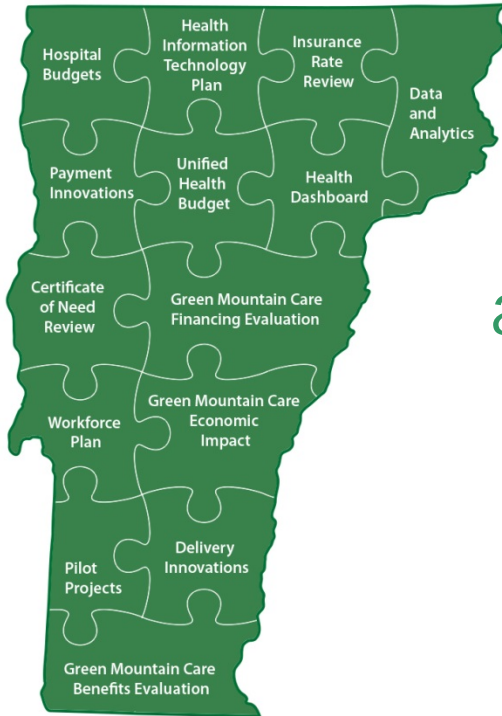 Hospital
Budgets
Health
Information
Technology
Plan
Insurance
Rate
Review
Data
and
Analytics
Payment
Innovations
Unified
Health
Budget
Health
Dashboard
Certificate
of Need
Review
Green Mountain Care
Financing Evaluation
Workforce
Plan
Green Mountain Care
Economic
Impact
Pilot
Projects
Delivery
Innovations
Green Mountain Care
Benefits Evaluation